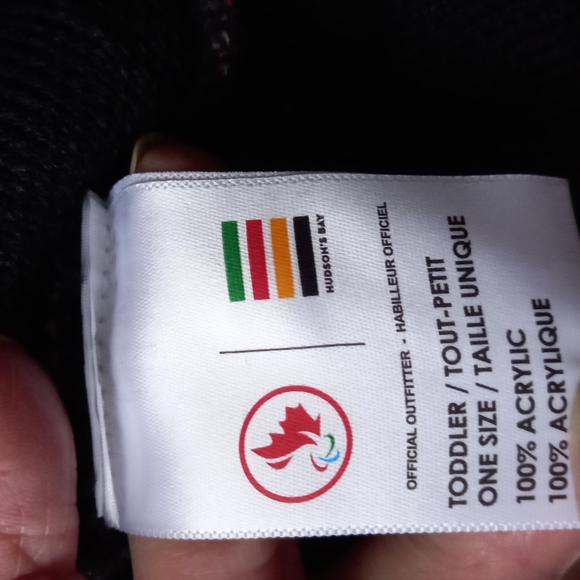 HUDSON'S BAY
OFFICIAL OUTFITTER - HABILLEUR OFFICIEL
TODDLER / TOUT-PETIT
ONE SIZE / TAILLE UNIQUE
100% ACRYLIC
100% ACRYLIQUE